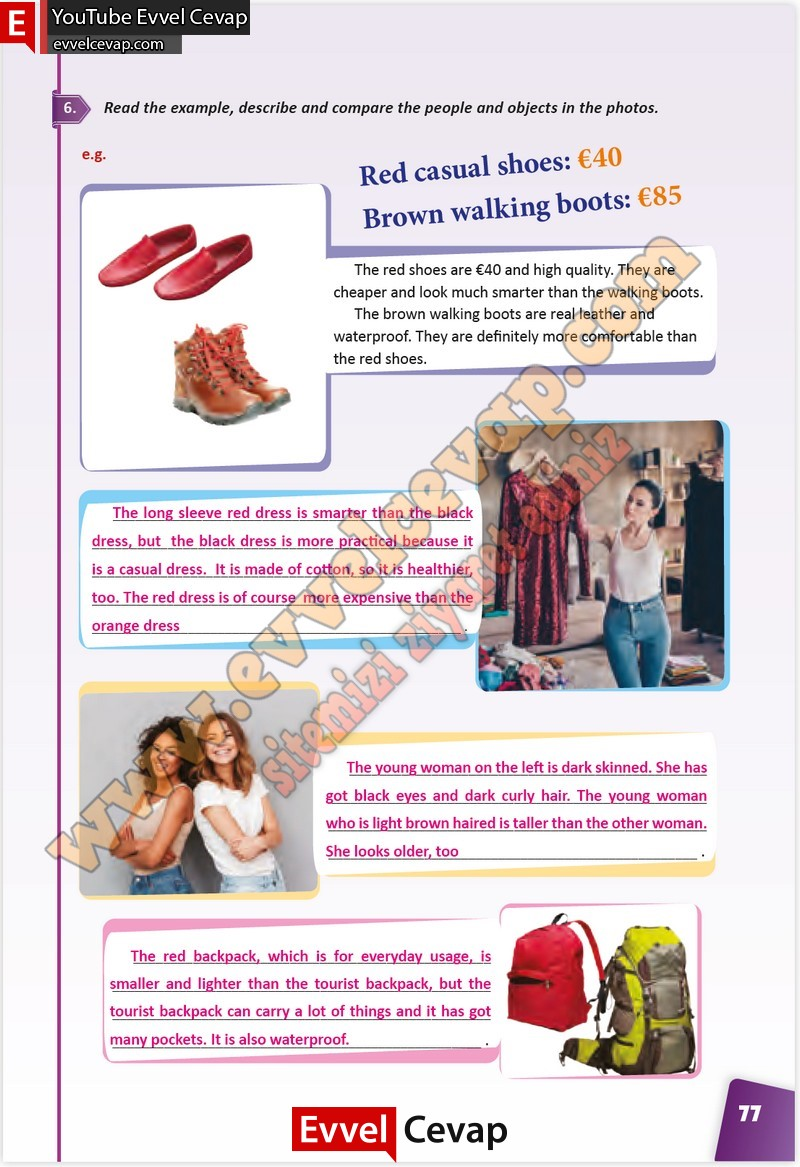 E
YouTube Evvel Cevap
evvelcevap.com
6.
Read the example, describe and compare the people and objects in the photos.
e.g.
Red casual shoes: €40
Brown walking boots: €85
The red shoes are €40 and high quality. They are
cheaper and look much smarter than the walking boots.
The brown walking boots are real leather and
waterproof. They are definitely more comfortable than
the red shoes.
The long sleeve red dress is smarter than the black
dress, but the black dress is more practical because it
is a casual dress. It is made of cotton, so it is healthier,
too. The red dress is of course more expensive than the
orange dress .
The young woman on the left is dark skinned. She has
got black eyes and dark curly hair. The young woman
who is light brown haired is taller than the other woman.
She looks older, too .
The red backpack, which is for everyday usage, is
smaller and lighter than the tourist backpack, but the
tourist backpack can carry a lot of things and it has got
many pockets. It is also waterproof. .
www.evvelcevap.com
sitemizi ziyaret ediniz
77
Evvel Cevap